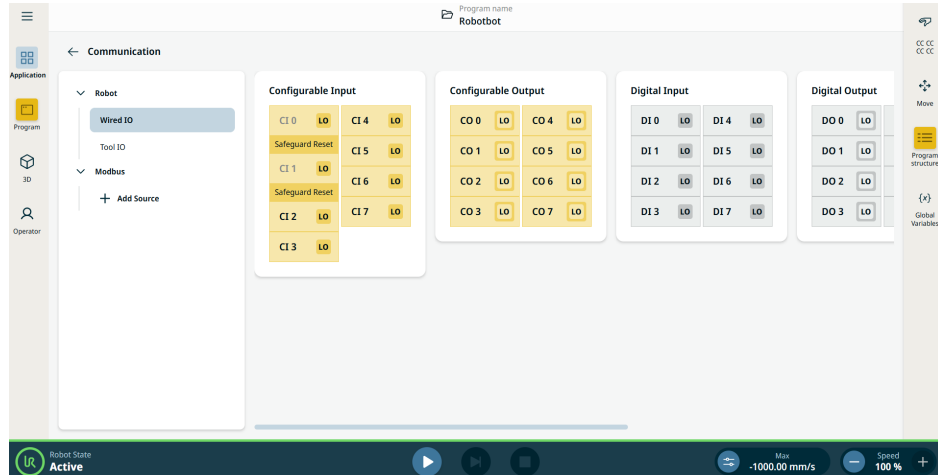 Program name
Robotbot
Application
Program
3D
Operator
Communication
Robot
Wired IO
Tool IO
Modbus
Add Source
Configurable Input
CI 0 LO CI 4 LO
Safeguard Reset
CI 1 LO CI 5 LO
Safeguard Reset
CI 6 LO
CI 2 LO CI 7 LO
CI 3 LO
Configurable Output
CO 0 LO CO 4 LO
CO 1 LO CO 5 LO
CO 2 LO CO 6 LO
CO 3 LO CO 7 LO
Digital Input
DI 0 LO DI 4 LO
DI 1 LO DI 5 LO
DI 2 LO DI 6 LO
DI 3 LO DI 7 LO
Digital Output
DO 0 LO
DO 1 LO
DO 2 LO
DO 3 LO
CC CC
CC CC
Move
Program
structure
{x}
Global
Variables
UR
Robot State
Active
Max
-1000.00 mm/s
Speed
100 %